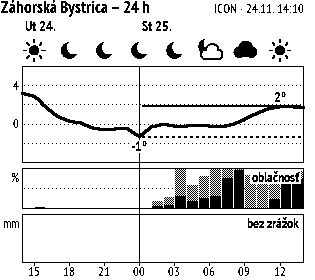 Záhorská Bystrica – 24 h ICON - 24.11. 14:10
Ut 24. St 25.
4
2°
0
-1°
% oblačnosť
mm bez zrážok
15 18 21 00 03 06 09 12